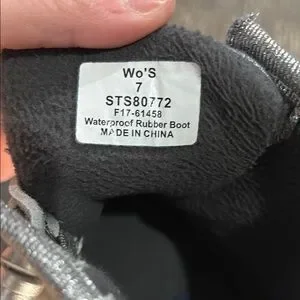 Wo'S
7
STS80772
F17-61458
Waterproof Rubber Boot
MADE IN CHINA